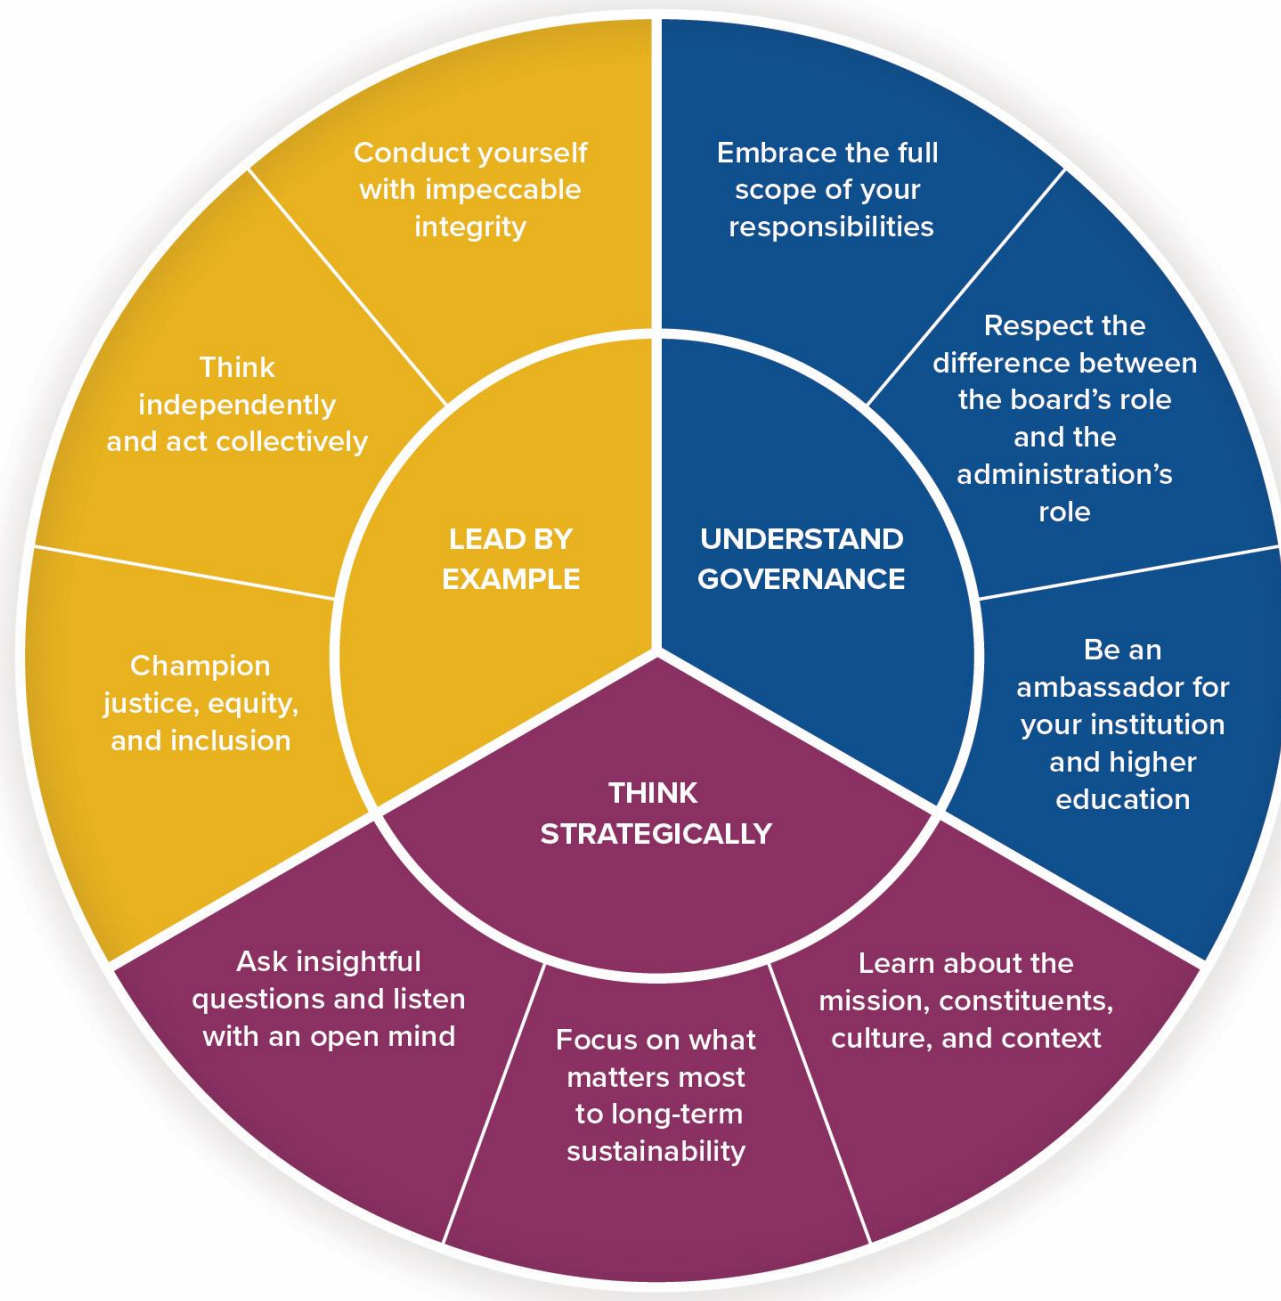 Conduct yourself
with impeccable
integrity
Embrace the full
scope of your
responsibilities
Respect the
difference between
the board’s role
and the
administration’s
role
Think
independently
and act collectively
LEAD BY
EXAMPLE
UNDERSTAND
GOVERNANCE
Be an
ambassador for
your institution
and higher
education
Champion
justice, equity,
and inclusion
THINK
STRATEGICALLY
Ask insightful
questions and listen
with an open mind
Focus on what
matters most
to long-term
sustainability
Learn about the
mission, constituents,
culture, and context